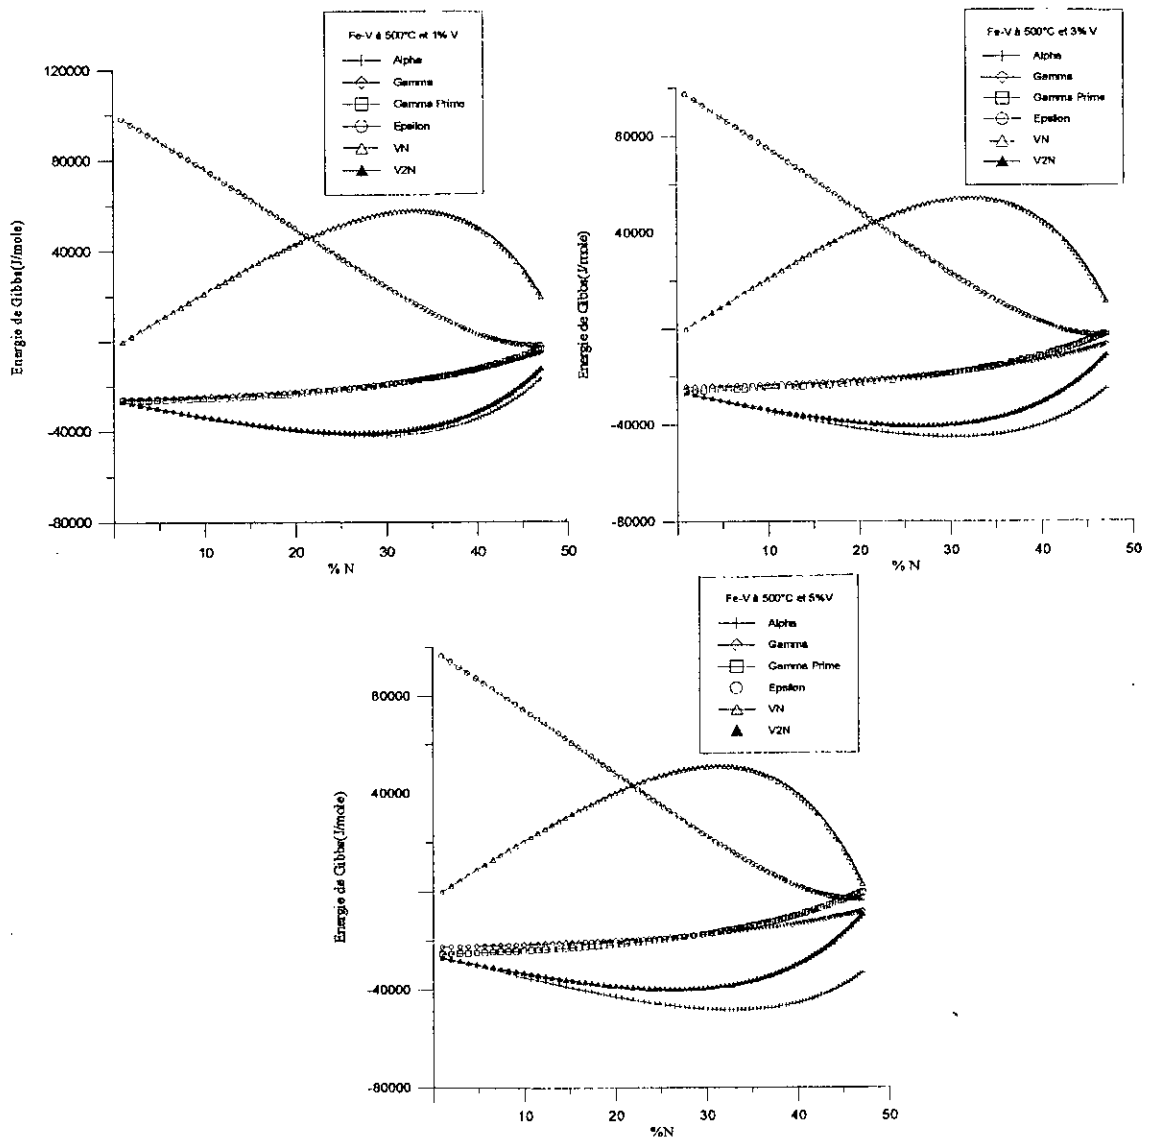 Fe-V à 500°C et 1% V
Alpha
Gamma
Gamma Prime
Epsilon
VN
V2N
120000
80000
40000
-40000
-80000
Energie de Gibbs(J/mole)
10
20
30
40
50
% N
Fe-V à 500°C et 3% V
Alpha
Gamma
Gamma Prime
Epsilon
VN
V2N
80000
40000
-40000
-80000
Energie de Gibbs(J/mole)
10
20
30
40
50
% N
Fe-V à 500°C et 5%V
Alpha
Gamma
Gamma Prime
Epsilon
VN
V2N
80000
40000
-40000
-80000
Energie de Gibbs(J/mole)
10
20
30
40
50
%N